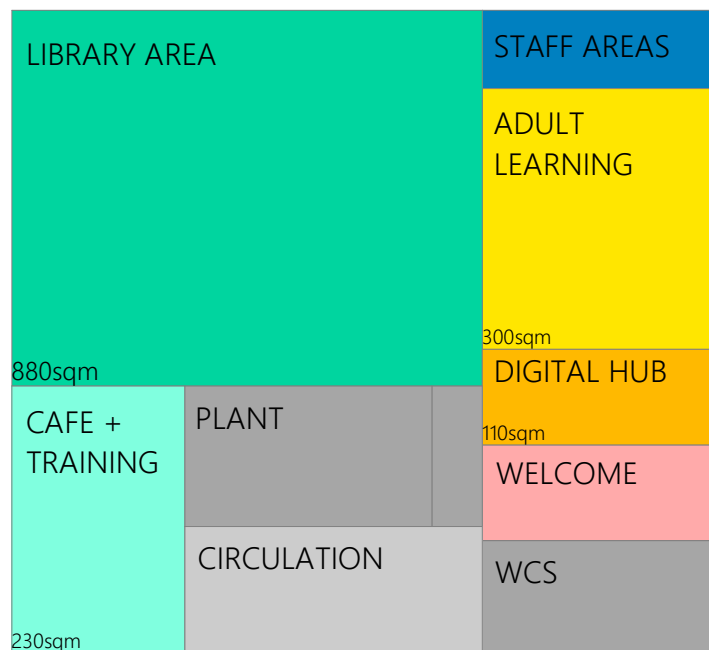 LIBRARY AREA
880sqm
STAFF AREAS
ADULT
LEARNING
300sqm
DIGITAL HUB
110sqm
CAFE +
TRAINING
230sqm
PLANT
CIRCULATION
WELCOME
WCS